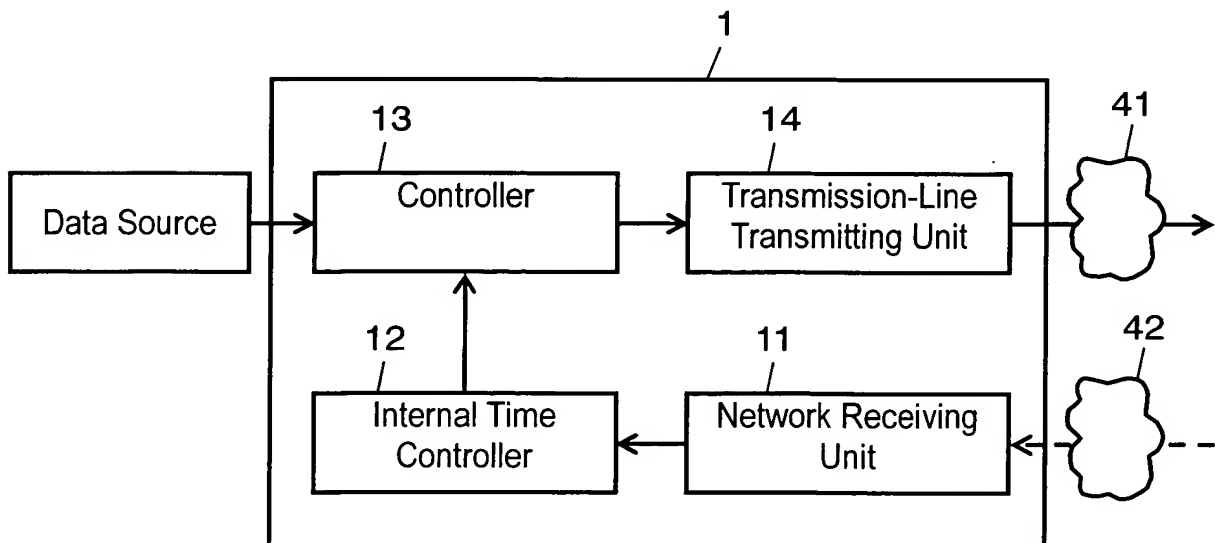 1
13
14
41
Data Source
Controller
Transmission-Line
Transmitting Unit
12
11
42
Internal Time
Controller
Network Receiving
Unit